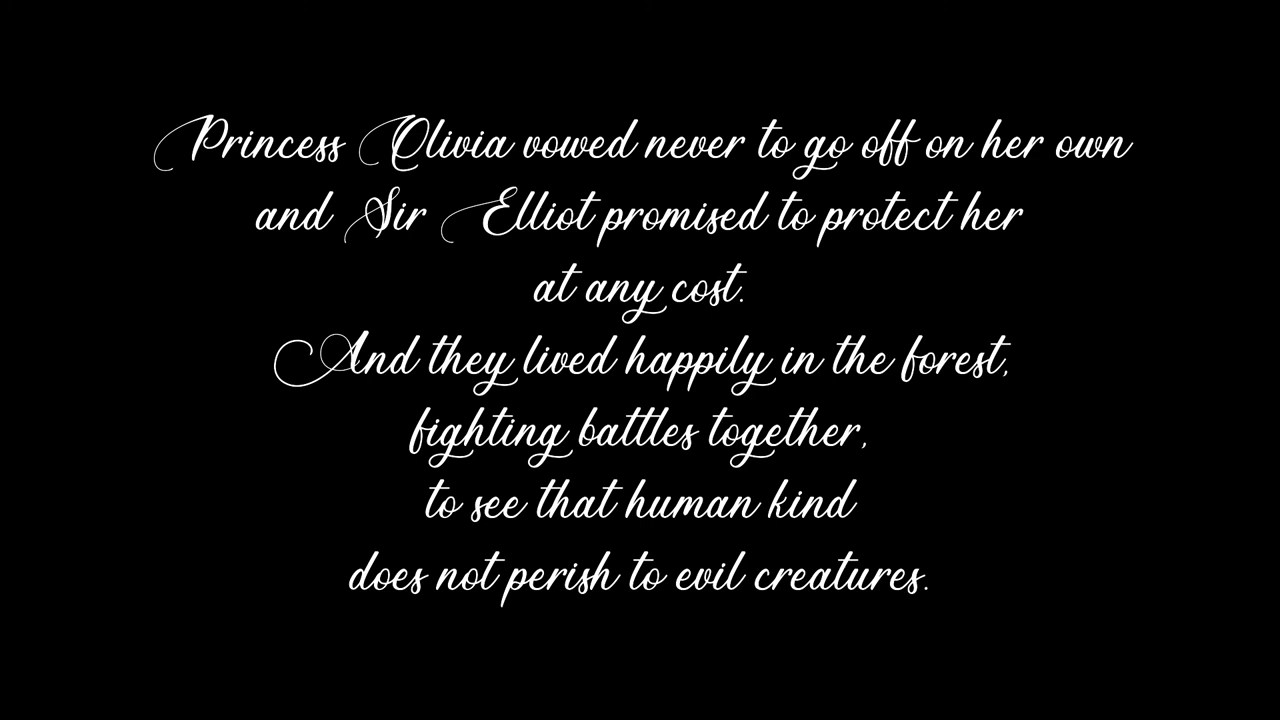 Princess Olivia vowed never to go off on her own
and Sir Elliot promised to protect her
at any cost.
And they lived happily in the forest,
fighting battles together,
to see that human kind
does not perish to evil creatures.